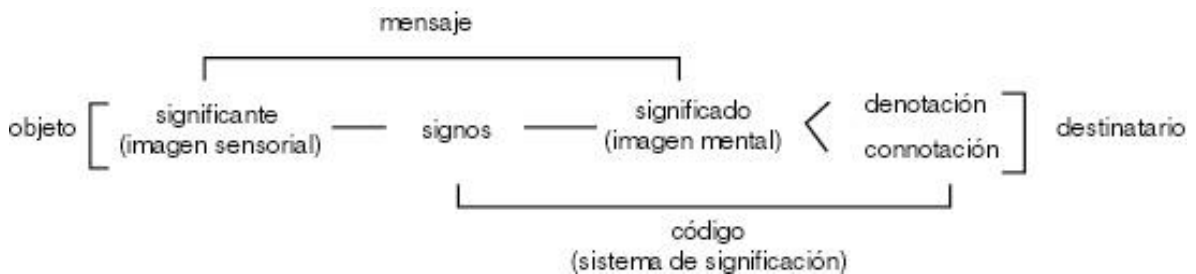 mensaje
objeto
significante
(imagen sensorial)
signos
significado
(imagen mental)
denotación
connotación
destinatario
código
(sistema de significación)